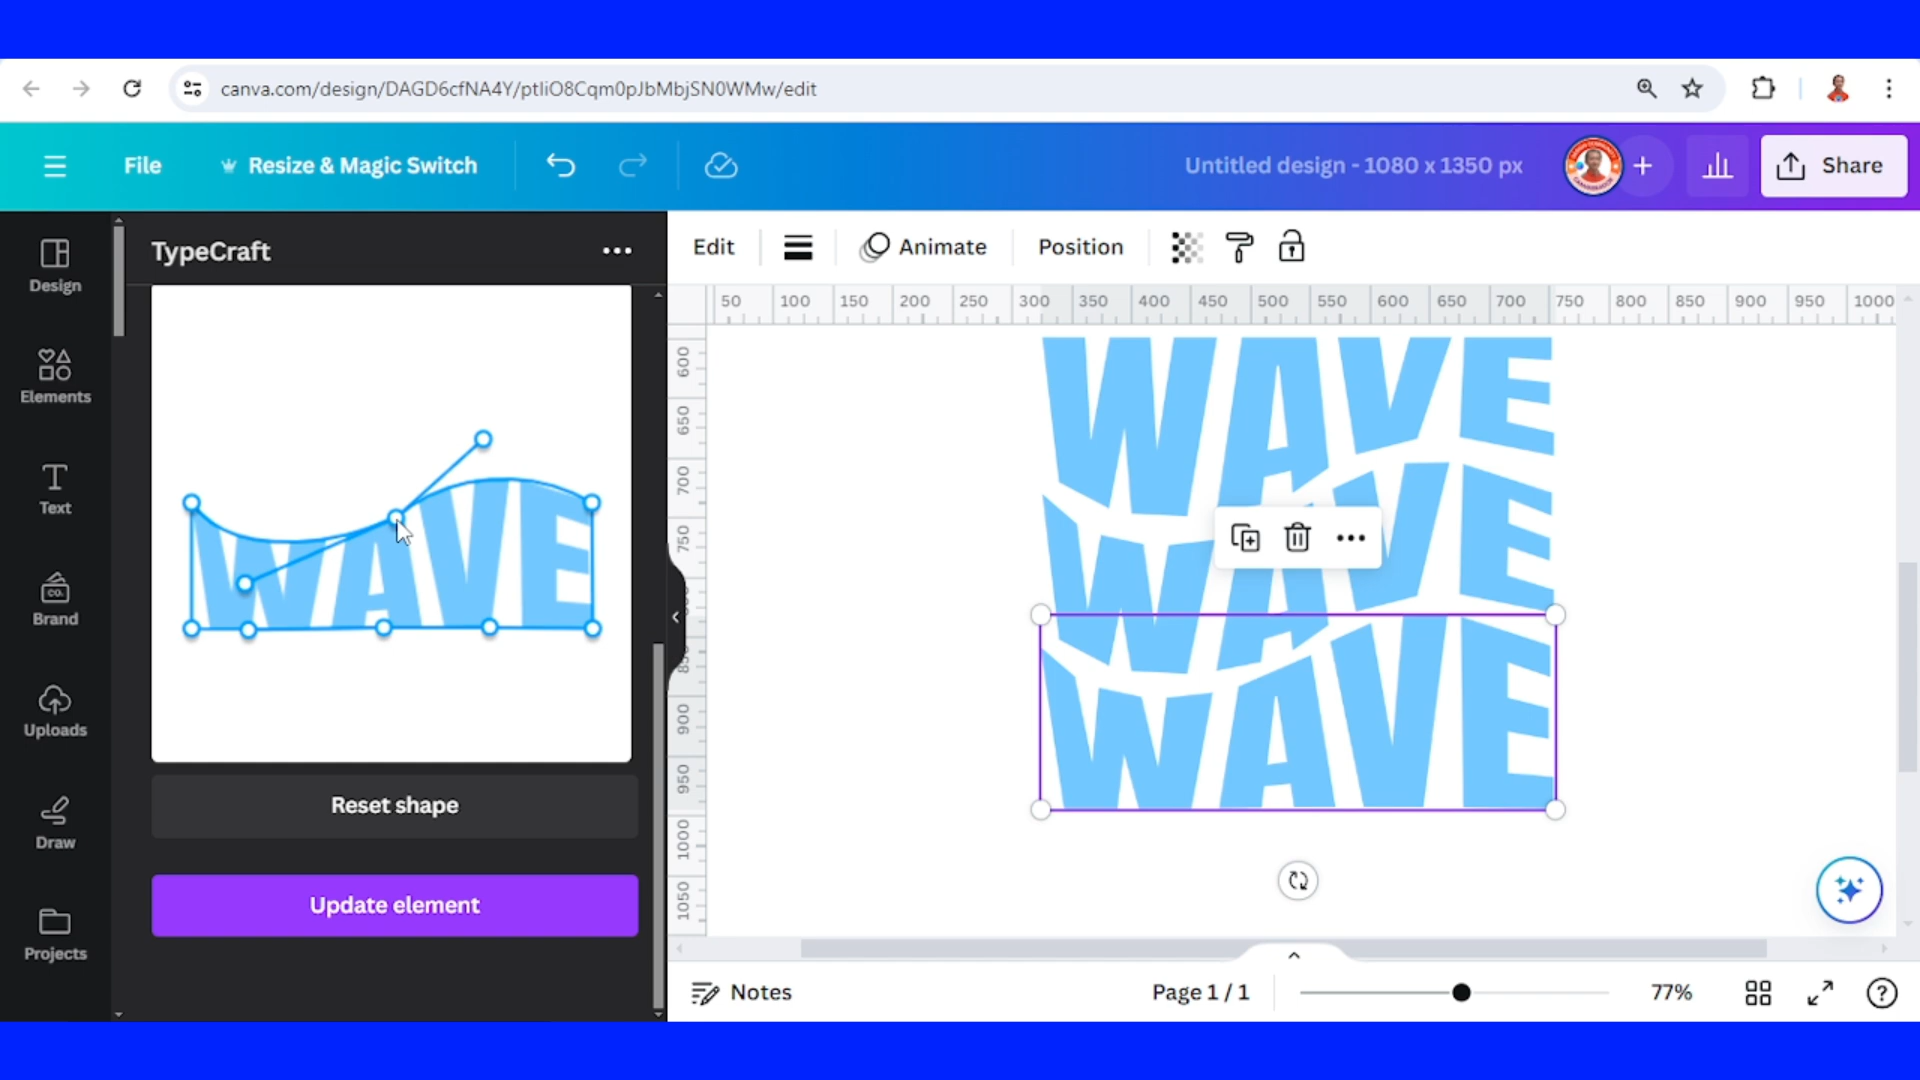 canva.com/design/DAGD6cfNA4Y/ptliO8Cqm0pJbMbjSN0WMw/edit
File
Resize & Magic Switch
Untitled design - 1080 x 1350 px
Share
TypeCraft
Edit
Animate
Position
50 100 150 200 250 300 350 400 450 500 550 600 650 700 750 800 850 900 950 1000
Design
Elements
Text
Brand
CO.
Uploads
Draw
Projects
WAVE
Reset shape
Update element
600
650
700
750
900
950
1000
1050
WAVE
WAVE
WAVE
Notes
Page 1 / 1
77%